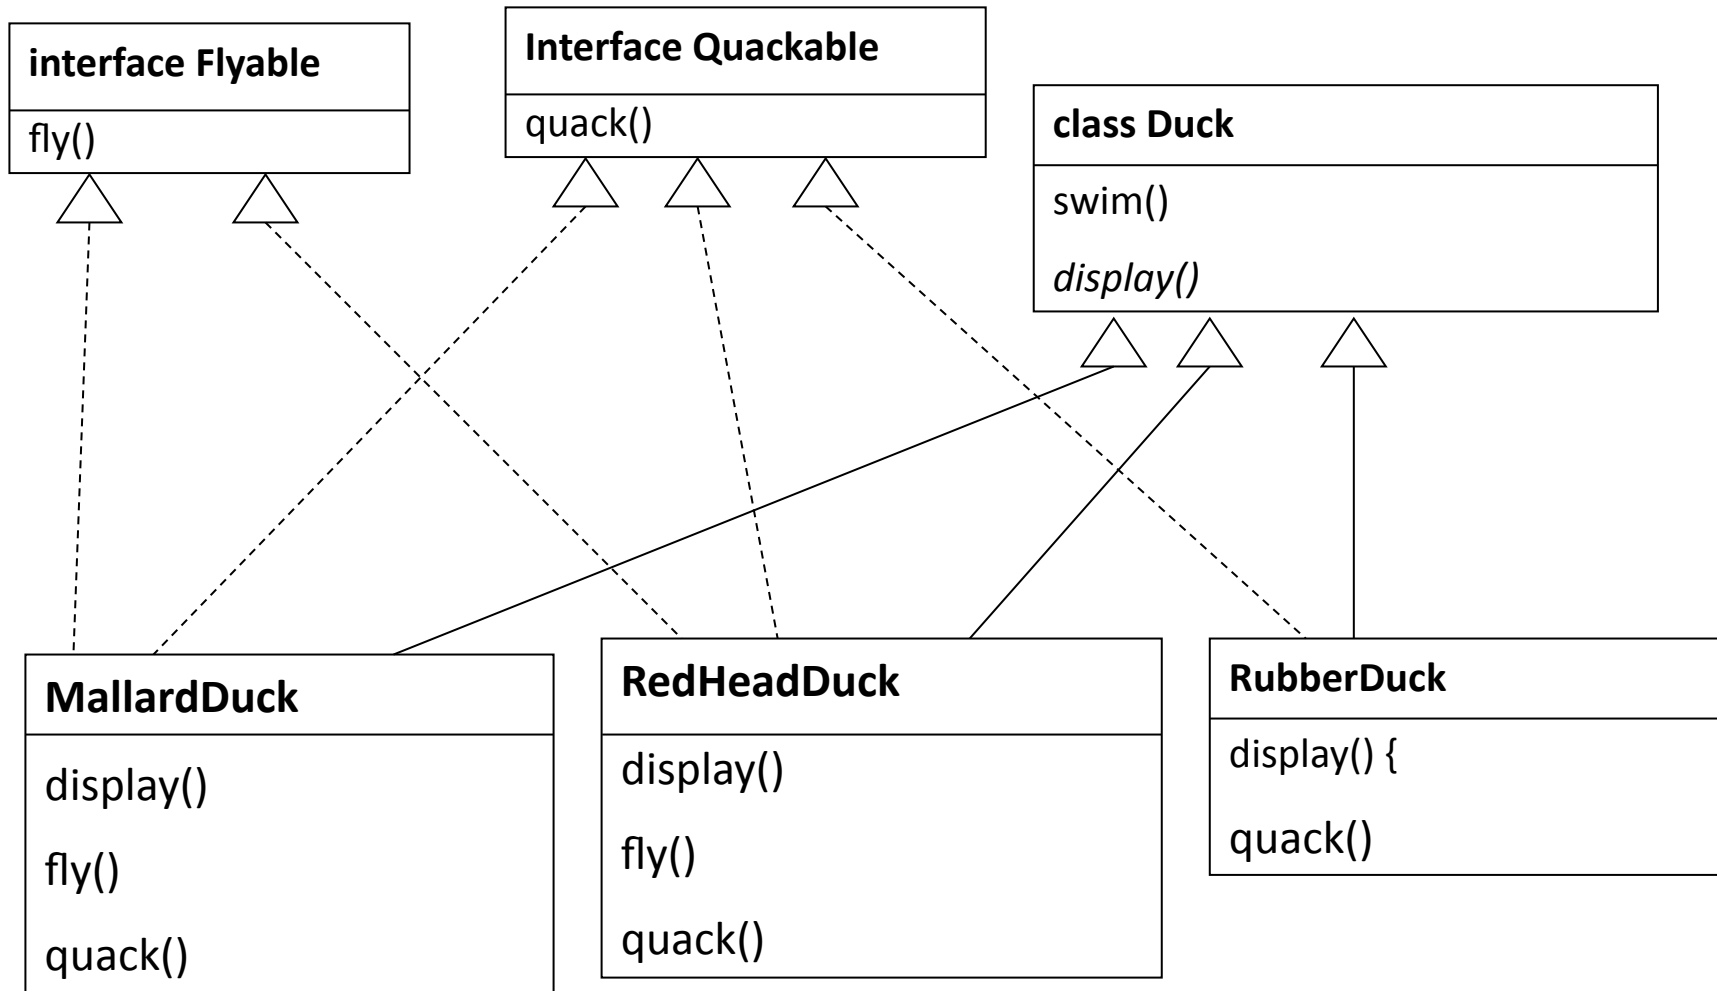 interface Flyable
fly()
Interface Quackable
quack()
class Duck
swim()
display()
MallardDuck
display()
fly()
quack()
RedHeadDuck
display()
fly()
quack()
RubberDuck
display() {
quack()